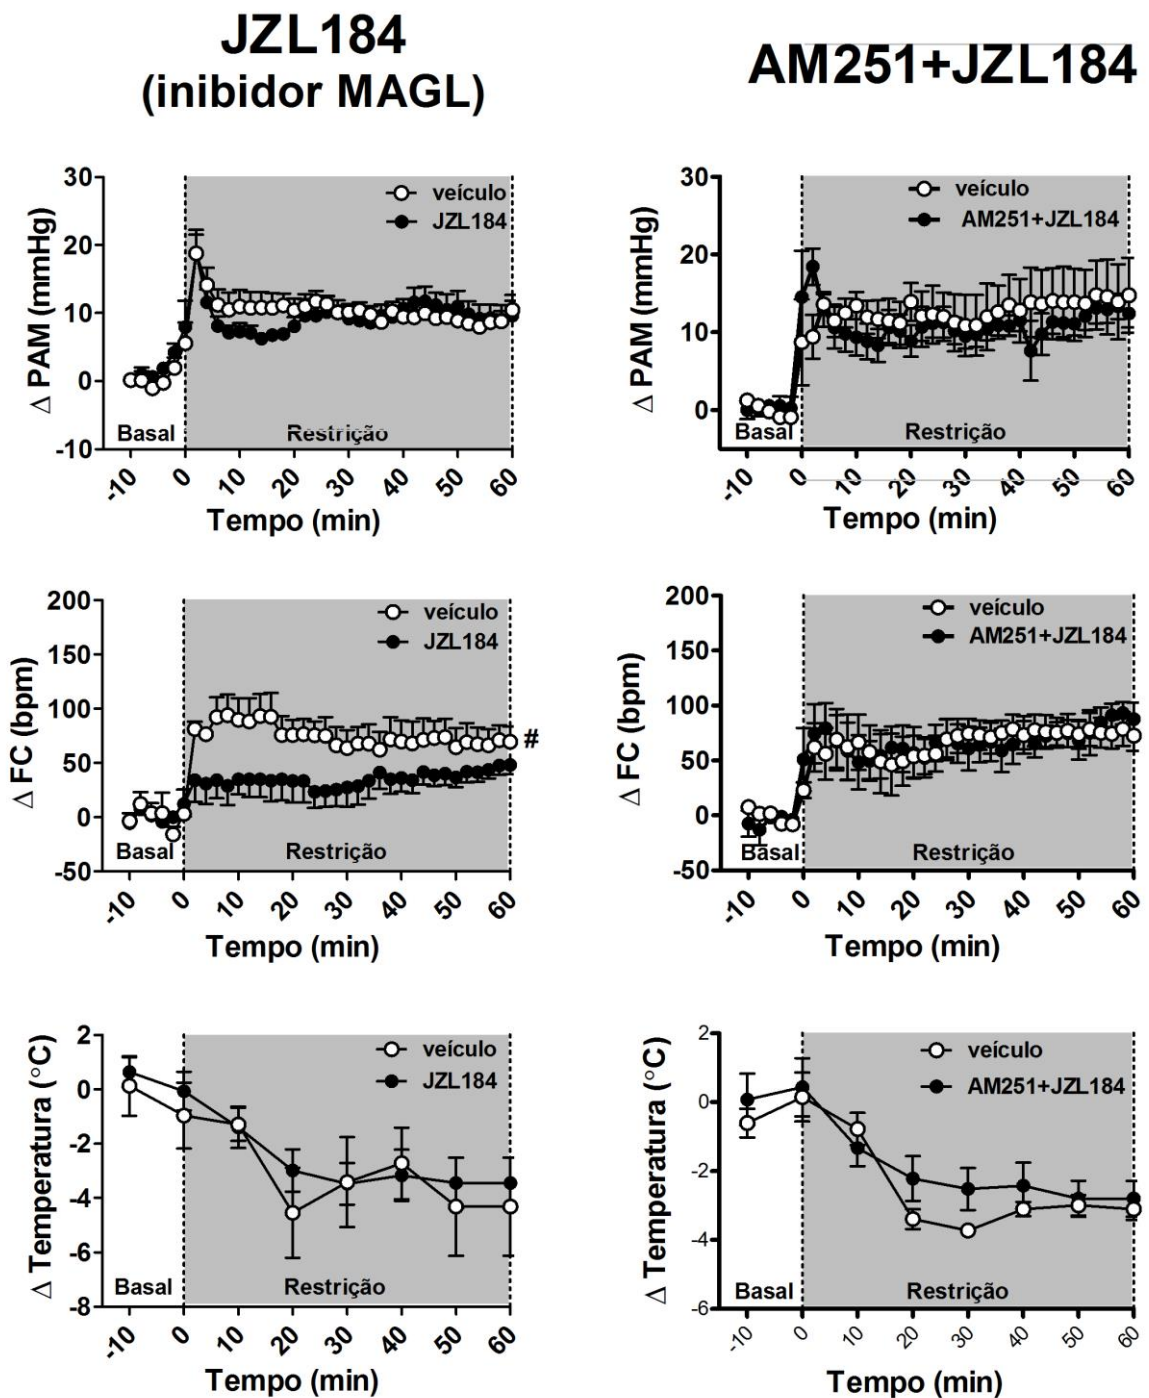 JZL184
(inibidor MAGL)
AM251+JZL184
30
20
10
0
-10
Δ PAM (mmHg)
veículo
JZL184
Basal
Restrição
-10
0
10
20
30
40
50
60
Tempo (min)
30
20
10
0
Δ PAM (mmHg)
veículo
AM251+JZL184
Basal
Restrição
-10
0
10
20
30
40
50
60
Tempo (min)
200
150
100
50
0
-50
Δ FC (bpm)
veículo
JZL184
#
Basal
Restrição
-10
0
10
20
30
40
50
60
Tempo (min)
200
150
100
50
0
-50
Δ FC (bpm)
veículo
AM251+JZL184
Basal
Restrição
-10
0
10
20
30
40
50
60
Tempo (min)
2
0
-2
-4
-6
-8
Δ Temperatura (°C)
veículo
JZL184
Basal
Restrição
-10
0
10
20
30
40
50
60
Tempo (min)
2
0
-2
-4
-6
Δ Temperatura (°C)
veículo
AM251+JZL184
Basal
Restrição
-10
0
10
20
30
40
50
60
Tempo (min)